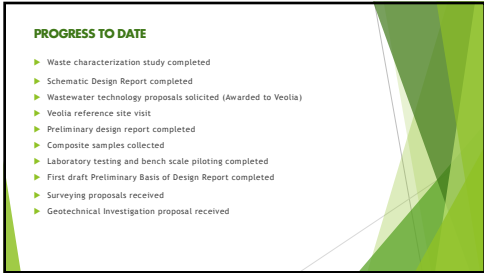 PROGRESS TO DATE
Waste characterization study completed
Schematic Design Report completed
Wastewater technology proposals solicited (Awarded to Veolia)
Veolia reference site visit
Preliminary design report completed
Composite samples collected
Laboratory testing and bench scale piloting completed
First draft Preliminary Basis of Design Report completed
Surveying proposals received
Geotechnical Investigation proposal received